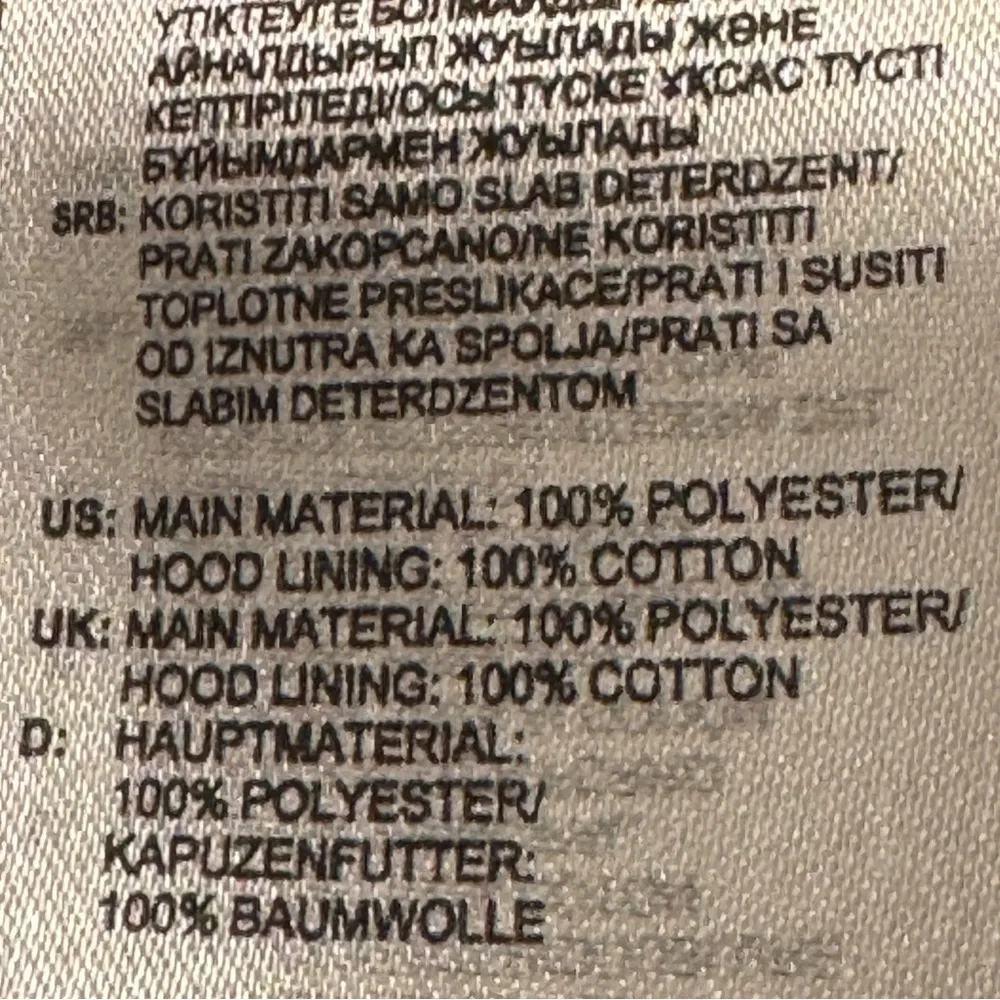 ҮТІКТЕУГЕ
АЙНАЛДЫРЫП ЖУЫЛАДЫ ЖӘНЕ
КЕПТІРІЛЕДІ/ОСЫ ТҮСКЕ ҰҚСАС ТҮСТІ
БҰЙЫМДАРМЕН ЖУЫЛАДЫ
SRB: KORISTITI SAMO SLAB DETERDZENT/
PRATI ZAKOPCANO/NE KORISTITI
TOPLOTNE PRESLIKACE/PRATI I SUSITI
OD IZNUTRA KA SPOLJA/PRATI SA
SLABIM DETERDZENTOM
US: MAIN MATERIAL: 100% POLYESTER/
HOOD LINING: 100% COTTON
UK: MAIN MATERIAL: 100% POLYESTER/
HOOD LINING: 100% COTTON
D: HAUPTMATERIAL:
100% POLYESTER/
KAPUZENFUTTER:
100% BAUMWOLLE